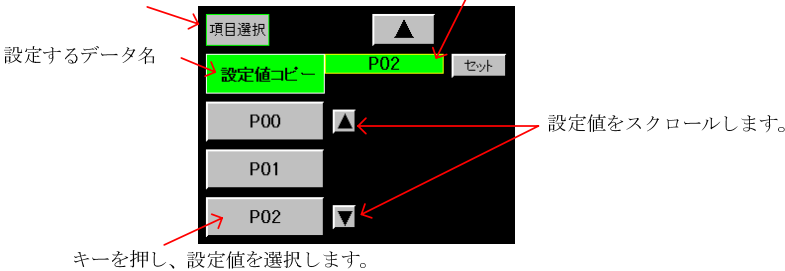 項目選択
設定するデータ名
設定値コピー
P02
セット
P00
設定値をスクロールします。
P01
P02
キーを押し、設定値を選択します。